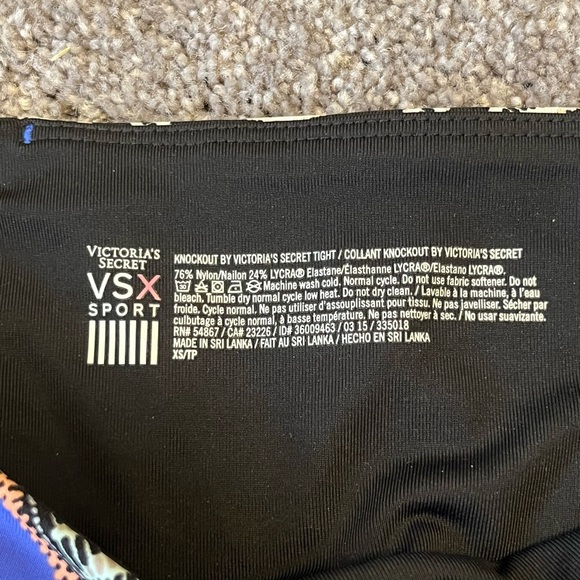 VICTORIA'S
SECRET
VSX
SPORT
KNOCKOUT BY VICTORIA'S SECRET TIGHT / COLLANT KNOCKOUT BY VICTORIA'S SECRET
76% Nylon/Nailon 24% LYCRA® Elastane/Élasthanne LYCRA®/Elastano LYCRA®.
Machine wash cold. Normal cycle. Do not use fabric softener. Do not
bleach. Tumble dry normal cycle low heat. Do not dry clean. / Lavable à la machine, à l'eau
froide. Cycle normal. Ne pas utiliser d'assouplissant pour tissu. Ne pas javelliser. Sécher par
culbutage à cycle normal, à basse température. Ne pas nettoyer à sec. / No usar suavizante.
RN# 54867 / CA# 23226 / ID# 36009463 / 03 15 / 335018
MADE IN SRI LANKA / FAIT AU SRI LANKA / HECHO EN SRI LANKA
XS/TP